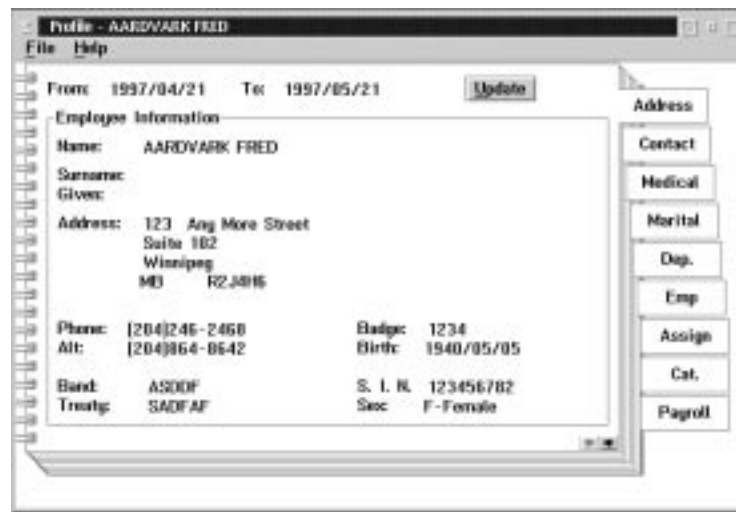 Profile - AARDVARK FRED
File Help
From: 1997/04/21 To: 1997/05/21 Update
Employee Information
Name: AARDVARK FRED
Surname:
Given:
Address: 123 Any More Street
Suite 102
Winnipeg
MB R2J4H6
Phone: (204)246-2468 Badge: 1234
Alt: (204)864-8642 Birth: 1940/05/05
Band: ASDDF S. I. N. 123456782
Treaty: SADFAF Sex: F-Female
Address
Contact
Medical
Marital
Dep.
Emp
Assign
Cat.
Payroll